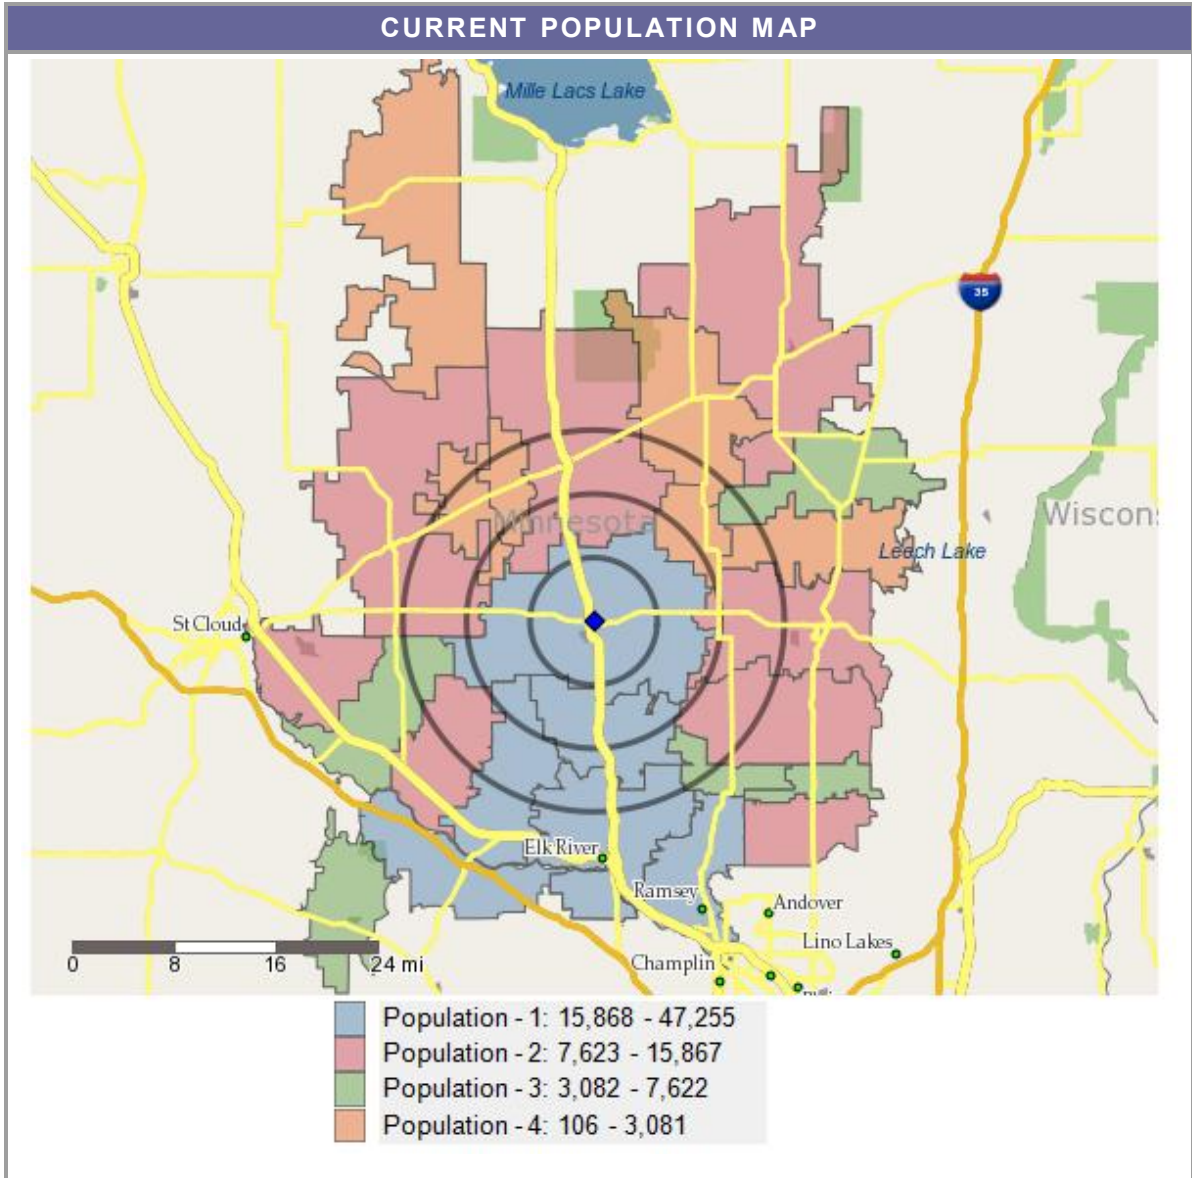 CURRENT POPULATION MAP
Mille Lacs Lake
35
Minnesota
Wiscons
Leech Lake
St Cloud
Elk River
Ramsey
Andover
Lino Lakes
Champlin
0 8 16 24 mi
Population - 1: 15,868 - 47,255
Population - 2: 7,623 - 15,867
Population - 3: 3,082 - 7,622
Population - 4: 106 - 3,081